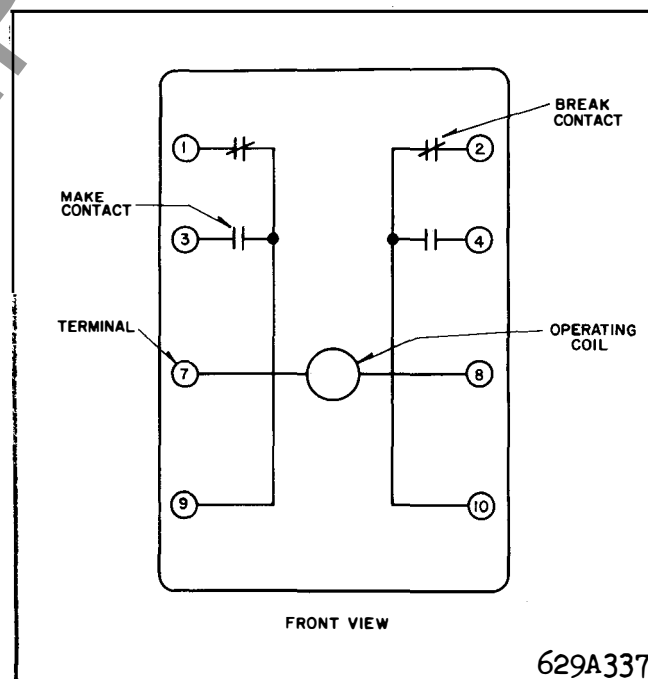 BREAK
CONTACT
1
2
MAKE
CONTACT
3
4
TERMINAL
OPERATING
COIL
7
8
9
10
FRONT VIEW
629A337